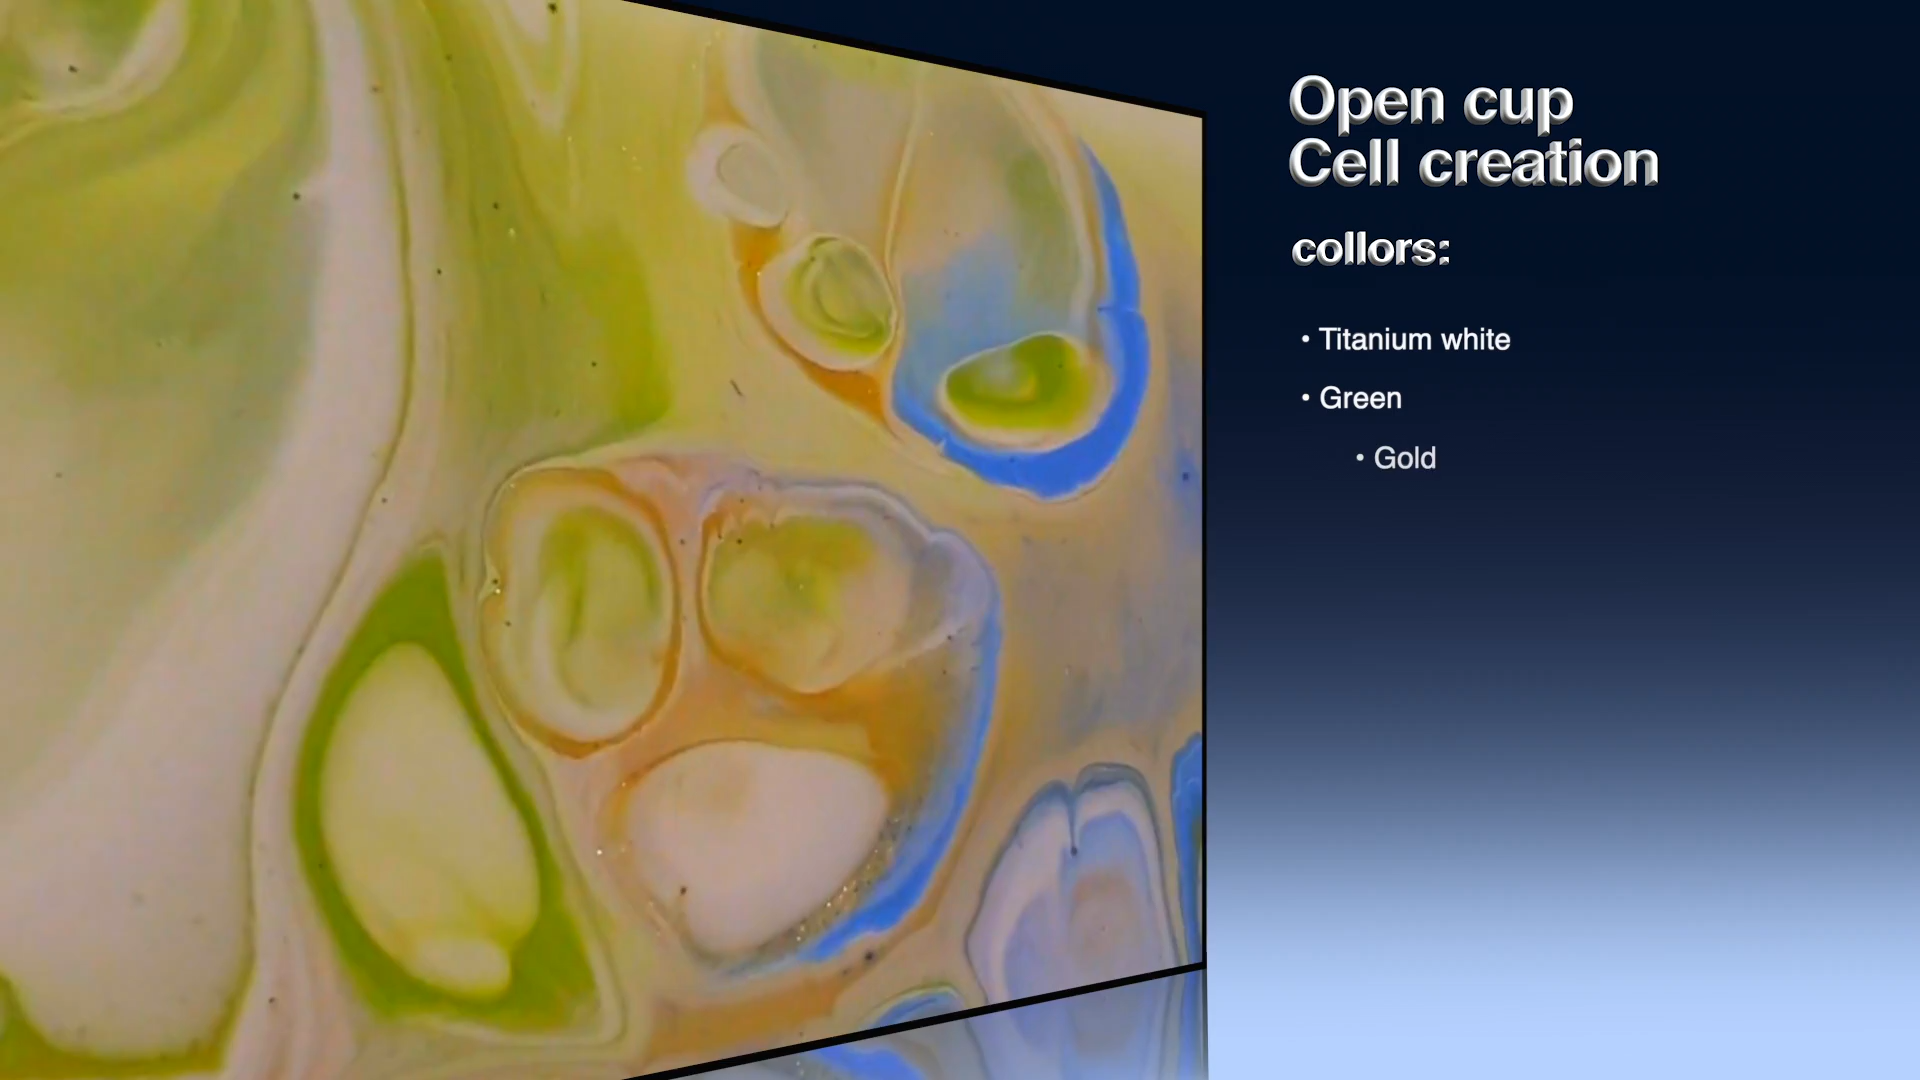 Open cup
Cell creation
collors:
• Titanium white
• Green
• Gold